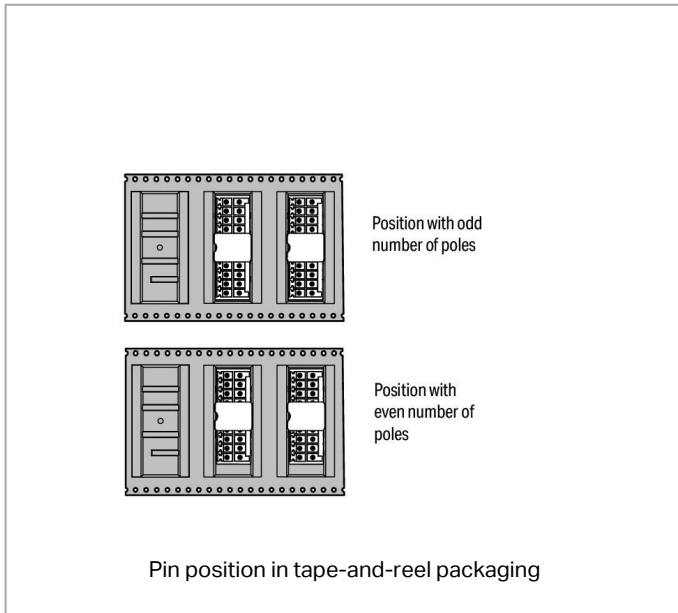 Position with odd
number of poles
Position with
even number of
poles
Pin position in tape-and-reel packaging